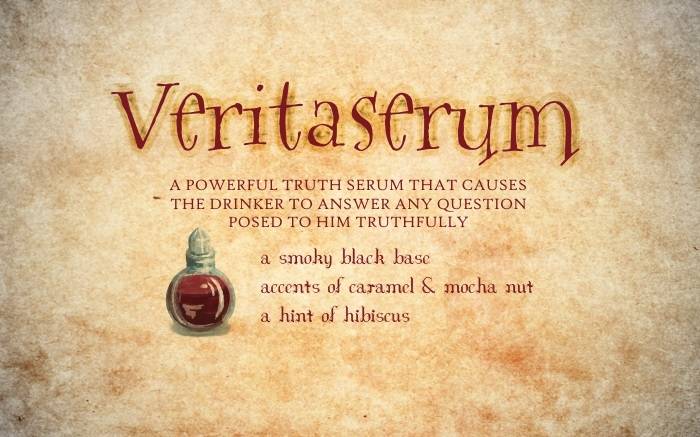 Veritaserum
A POWERFUL TRUTH SERUM THAT CAUSES
THE DRINKER TO ANSWER ANY QUESTION
POSED TO HIM TRUTHFULLY
a smoky black base
accents of caramel & mocha nut
a hint of hibiscus